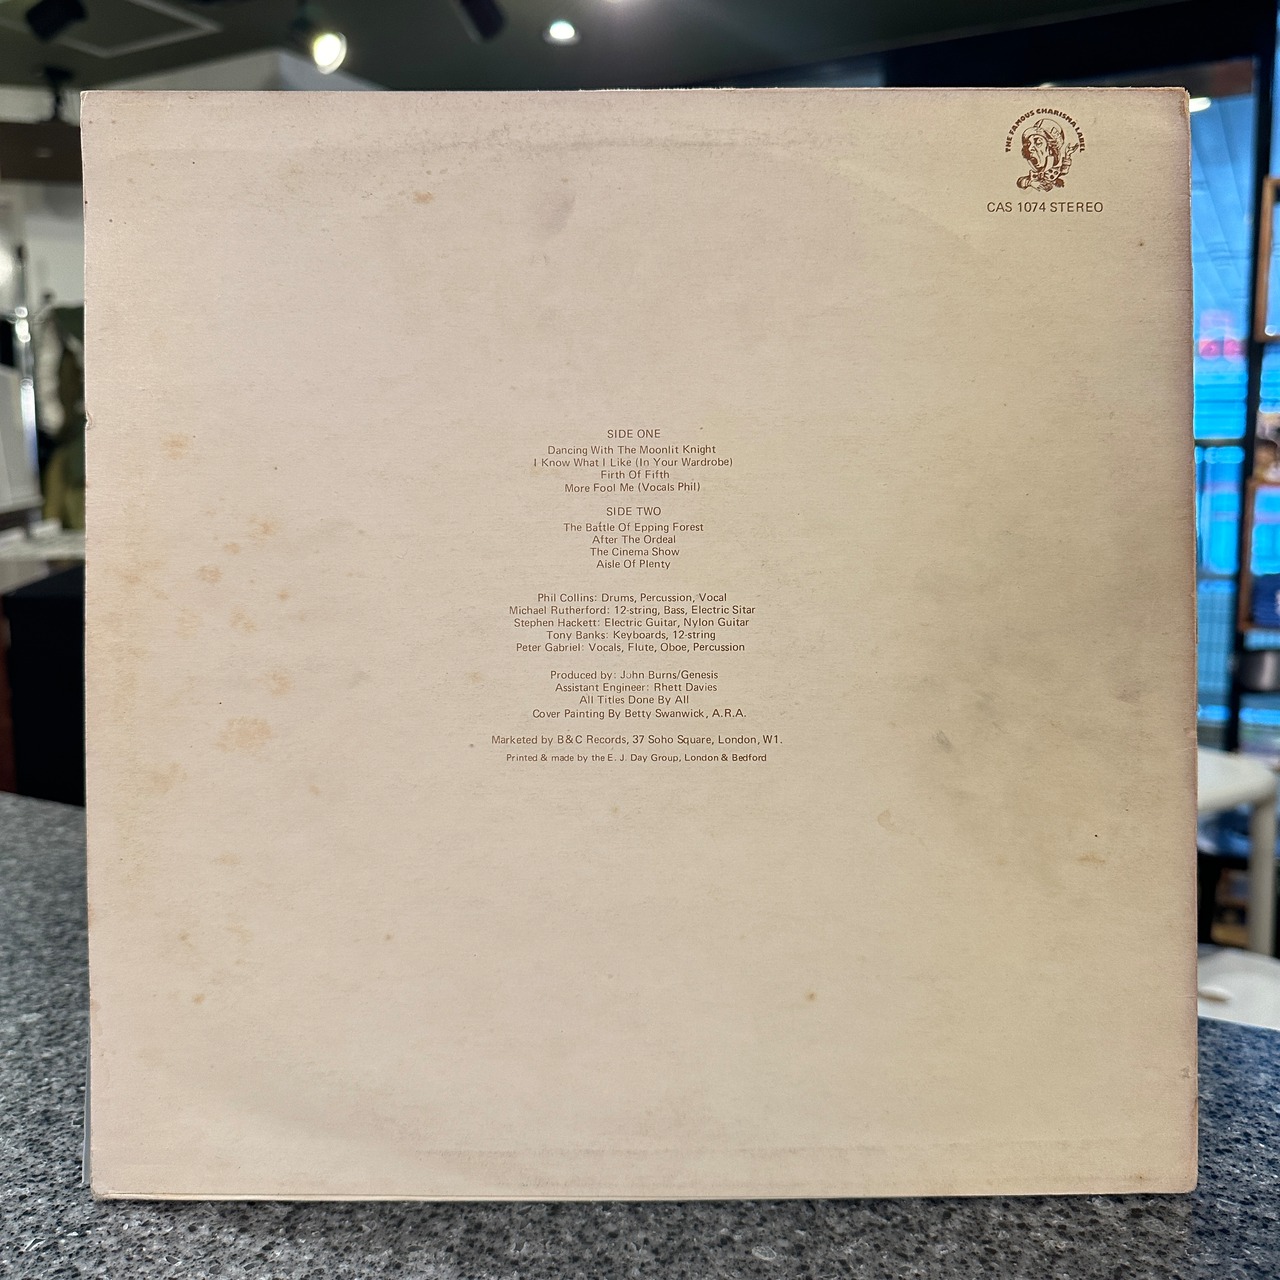 THE FAMOUS CHARISMA LABEL
CAS 1074 STEREO
SIDE ONE
Dancing With The Moonlit Knight
I Know What I Like (In Your Wardrobe)
Firth Of Fifth
More Fool Me (Vocals Phil)
SIDE TWO
The Battle Of Epping Forest
After The Ordeal
The Cinema Show
Aisle Of Plenty
Phil Collins: Drums, Percussion, Vocal
Michael Rutherford: 12-string, Bass, Electric Sitar
Stephen Hackett: Electric Guitar, Nylon Guitar
Tony Banks: Keyboards, 12-string
Peter Gabriel: Vocals, Flute, Oboe, Percussion
Produced by: John Burns/Genesis
Assistant Engineer: Rhett Davies
All Titles Done By All
Cover Painting By Betty Swanwick, A.R.A.
Marketed by B&C Records, 37 Soho Square, London, W1.
Printed & made by the E. J. Day Group, London & Bedford